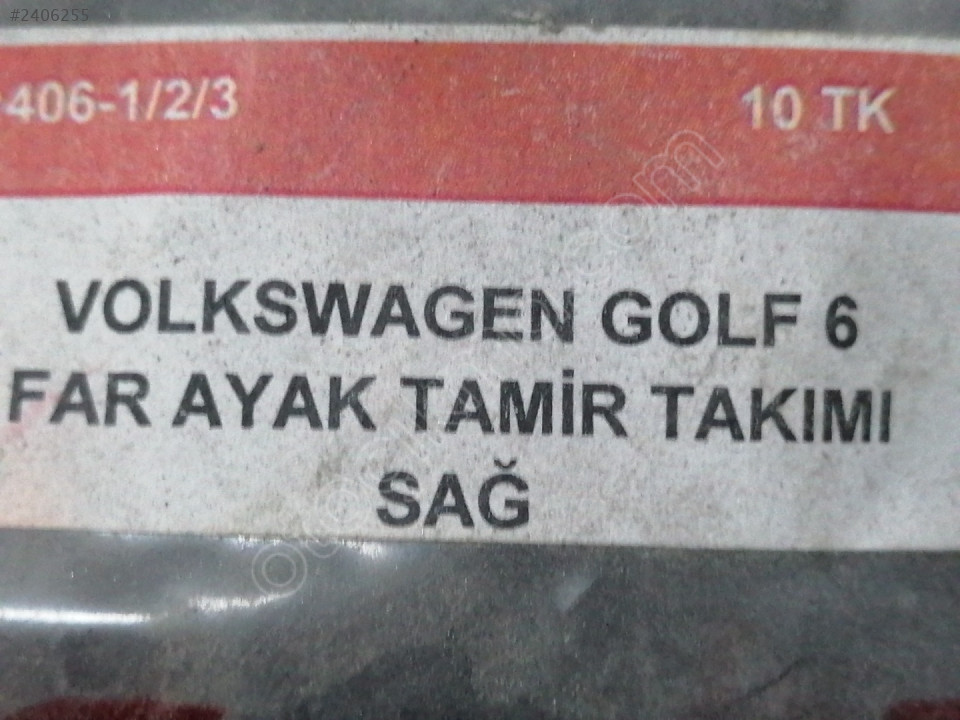 #2406255
406-1/2/3 10 TK
VOLKSWAGEN GOLF 6
FAR AYAK TAMİR TAKIMI
SAĞ